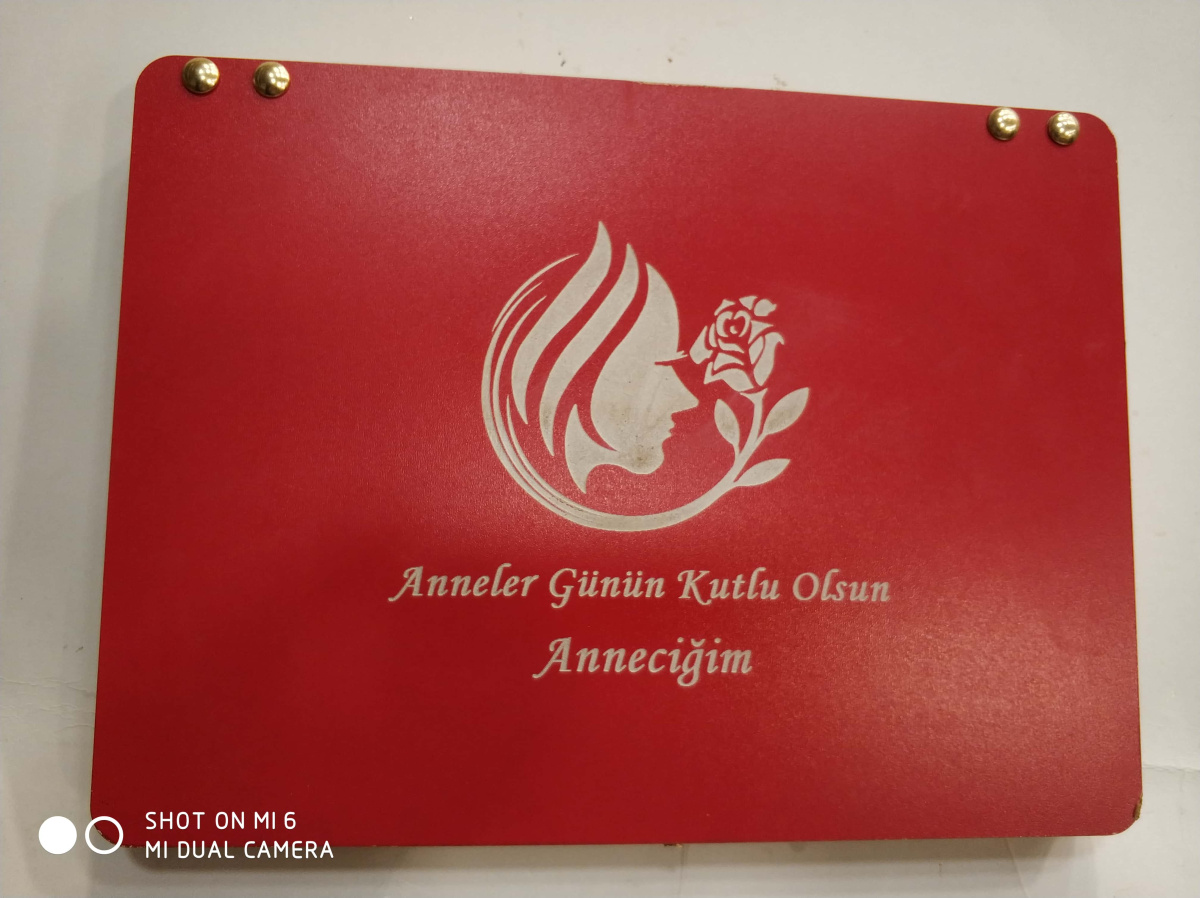 Anneler Günün Kutlu Olsun
Anneciğim
SHOT ON MI 6
MI DUAL CAMERA